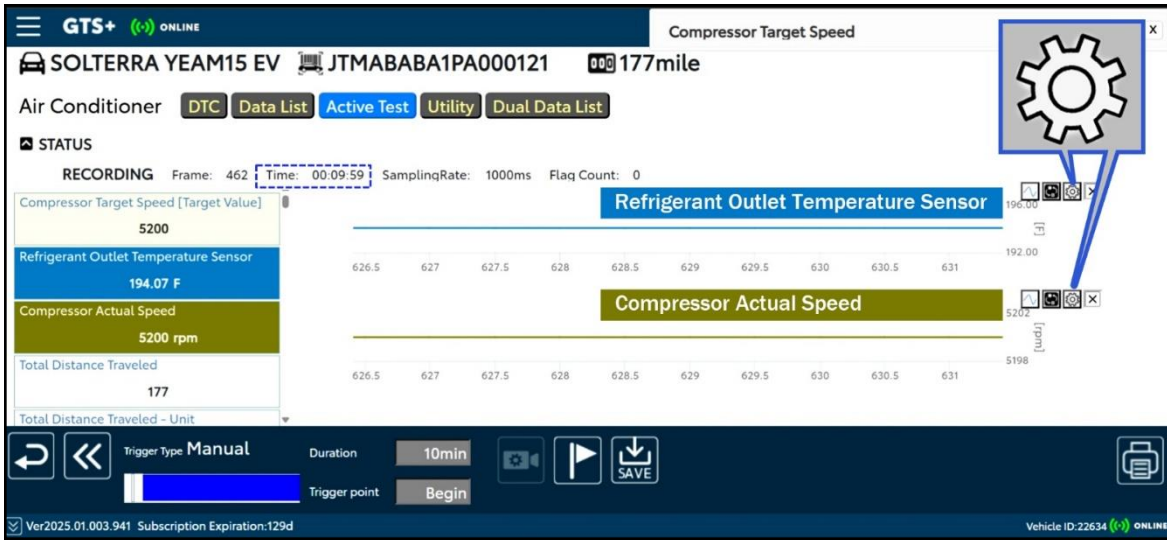 GTS+ ONLINE
Compressor Target Speed
X
SOLTERRA YEAM15 EV JTMABABA1PA000121 177mile
Air Conditioner DTC Data List Active Test Utility Dual Data List
STATUS
RECORDING Frame: 462 Time: 00:09:59 SamplingRate: 1000ms Flag Count: 0
Compressor Target Speed [Target Value]
5200
Refrigerant Outlet Temperature Sensor
194.07 F
Compressor Actual Speed
5200 rpm
Total Distance Traveled
177
Total Distance Traveled - Unit
Refrigerant Outlet Temperature Sensor
196.00
[F]
192.00
626.5 627 627.5 628 628.5 629 629.5 630 630.5 631
Compressor Actual Speed
5202
[rpm]
5198
626.5 627 627.5 628 628.5 629 629.5 630 630.5 631
Trigger Type Manual
Duration 10min
Trigger point Begin
SAVE
Ver2025.01.003.941 Subscription Expiration:129d
Vehicle ID:22634 ONLINE